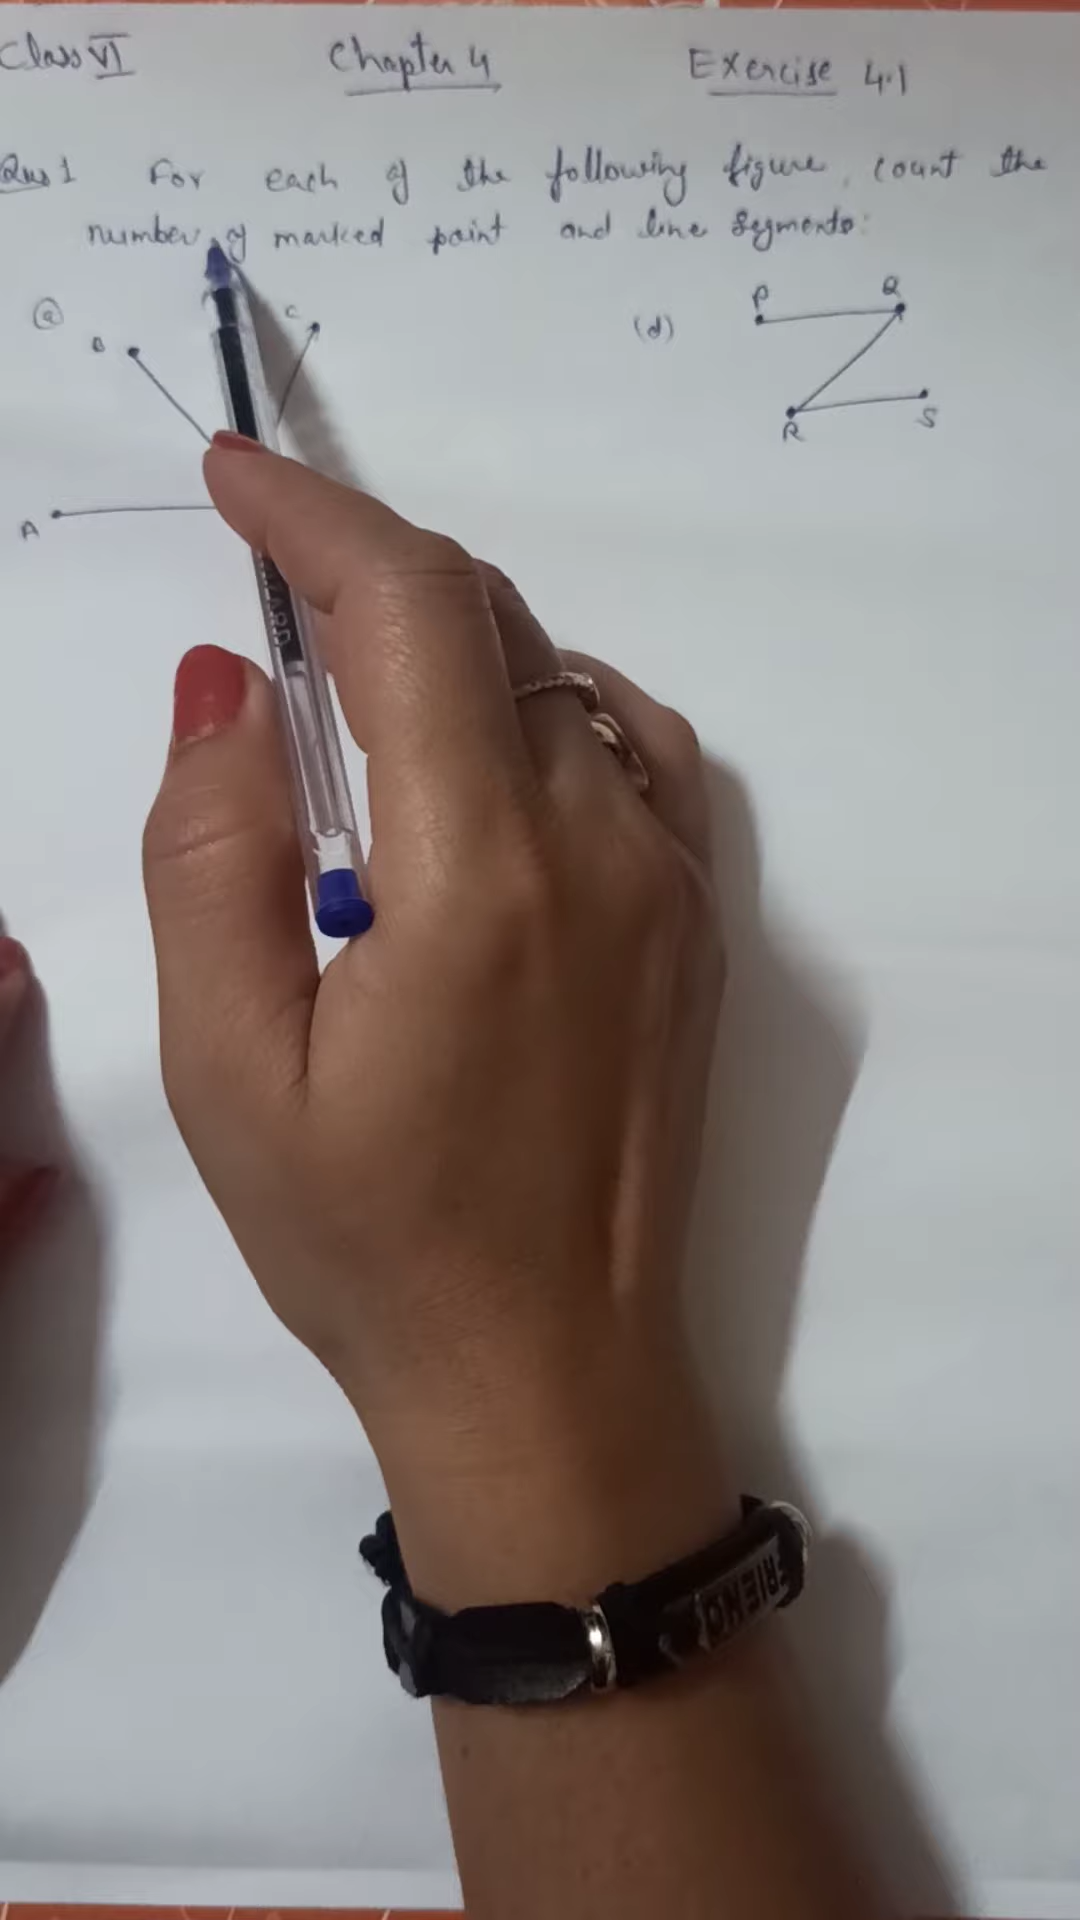 Class VI Chapter 4 Exercise 4.1
Ques 1 For each of the following figure, count the
number of marked point and line segments:
(a)
B
C
A
(d)
P
Q
R
S
FRIEND